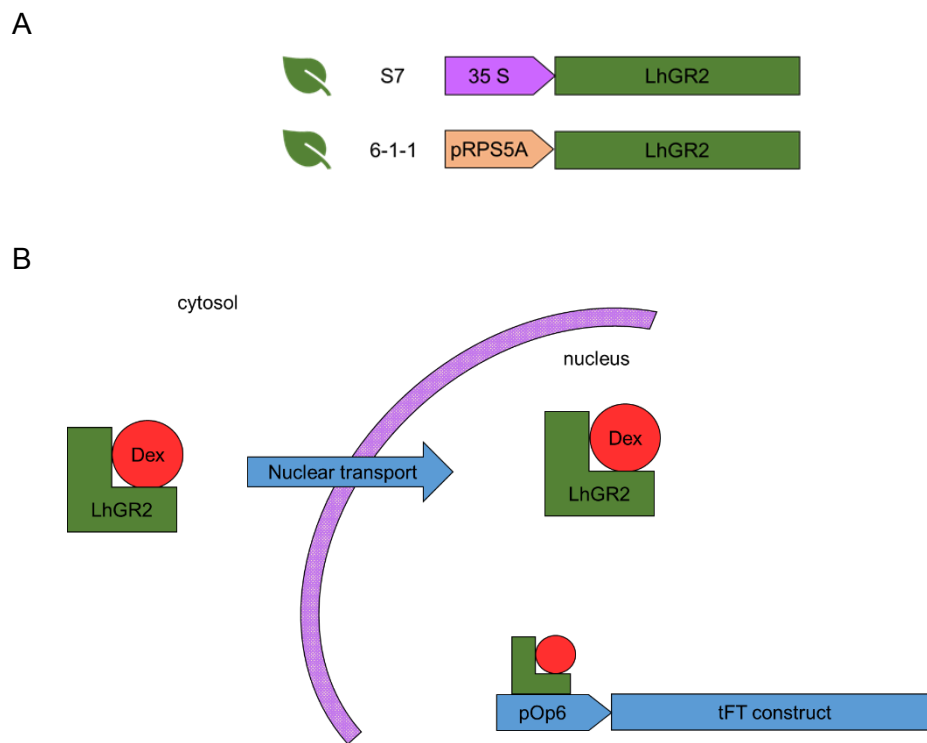 A
S7 35 S LhGR2
6-1-1 pRPS5A LhGR2
B
cytosol
nucleus
Dex
LhGR2
Nuclear transport
Dex
LhGR2
pOp6 tFT construct